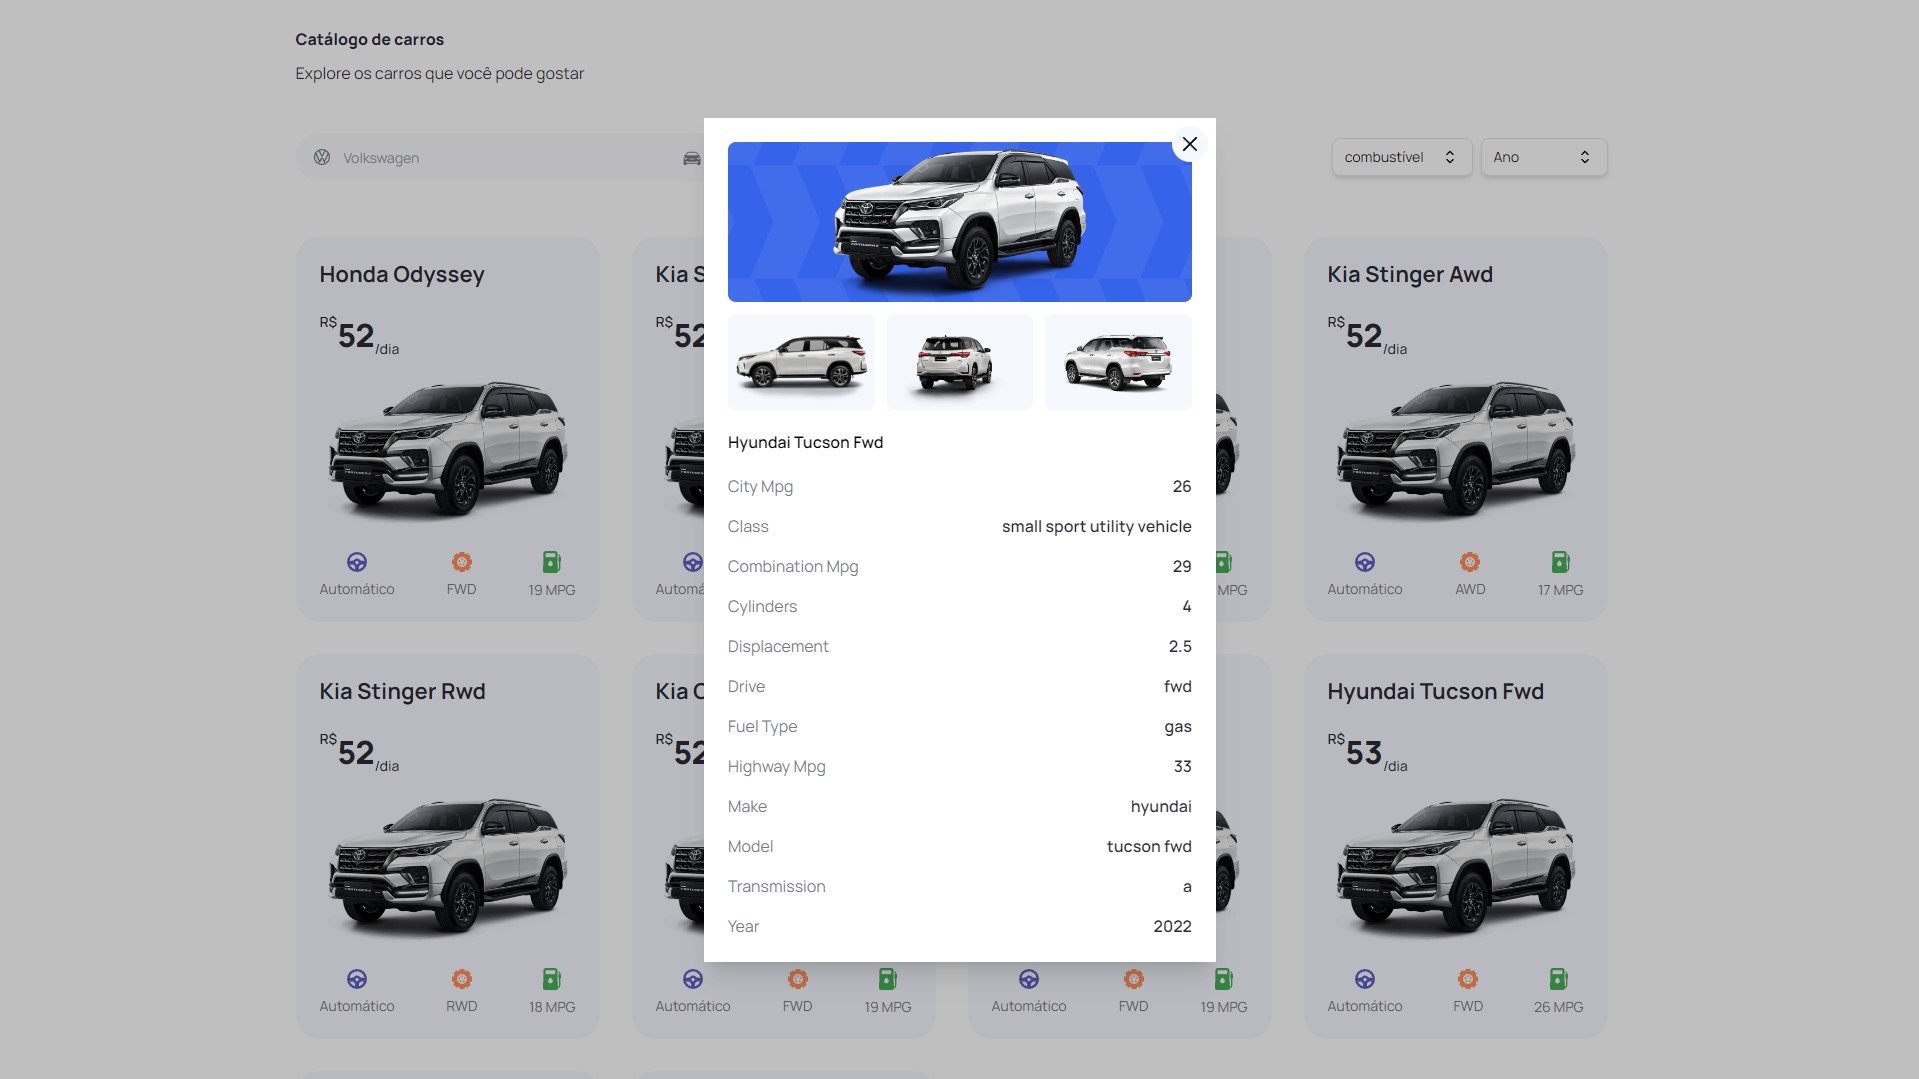 Catálogo de carros
Explore os carros que você pode gostar
Volkswagen
combustível
Ano
Honda Odyssey
R$52/dia
Automático FWD 19 MPG
Kia S
R$52
Automá
MPG
Kia Stinger Awd
R$52/dia
Automático AWD 17 MPG
Hyundai Tucson Fwd
City Mpg 26
Class small sport utility vehicle
Combination Mpg 29
Cylinders 4
Displacement 2.5
Drive fwd
Fuel Type gas
Highway Mpg 33
Make hyundai
Model tucson fwd
Transmission a
Year 2022
Kia Stinger Rwd
R$52/dia
Automático RWD 18 MPG
Kia
R$52
Automático FWD 19 MPG
Automático FWD 19 MPG
Hyundai Tucson Fwd
R$53/dia
Automático FWD 26 MPG